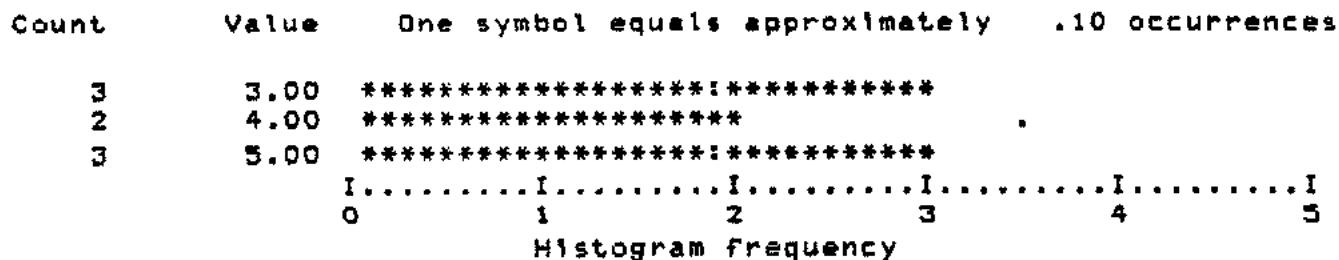 Count Value One symbol equals approximately .10 occurrences
3 3.00 ******************:***********
2 4.00 ******************** .
3 5.00 ******************:***********
I.........I.........I.........I.........I.........I
0 1 2 3 4 5
Histogram frequency